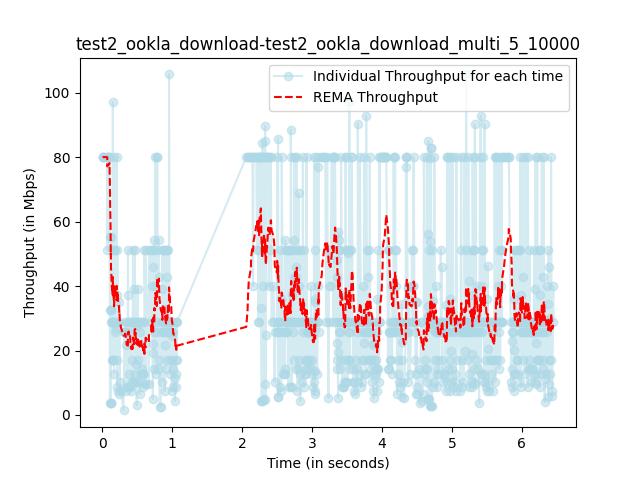 test2_ookla_download-test2_ookla_download_multi_5_10000
Individual Throughput for each time
REMA Throughput
Throughput (in Mbps)
100
80
60
40
20
0
0 1 2 3 4 5 6
Time (in seconds)